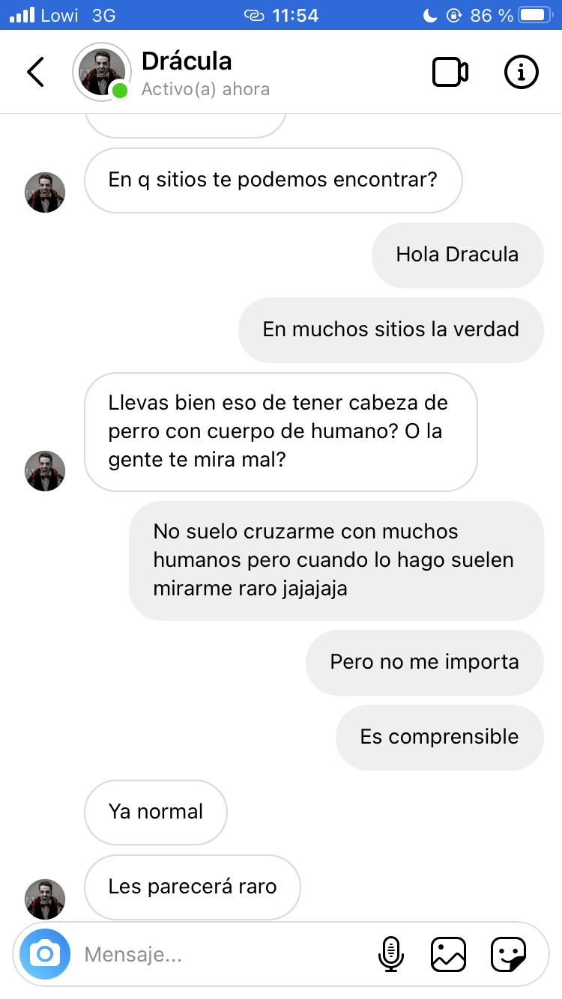 Lowi 3G 11:54 86 %
Drácula
Activo(a) ahora
En q sitios te podemos encontrar?
Hola Dracula
En muchos sitios la verdad
Llevas bien eso de tener cabeza de
perro con cuerpo de humano? O la
gente te mira mal?
No suelo cruzarme con muchos
humanos pero cuando lo hago suelen
mirarme raro jajajaja
Pero no me importa
Es comprensible
Ya normal
Les parecerá raro
Mensaje...